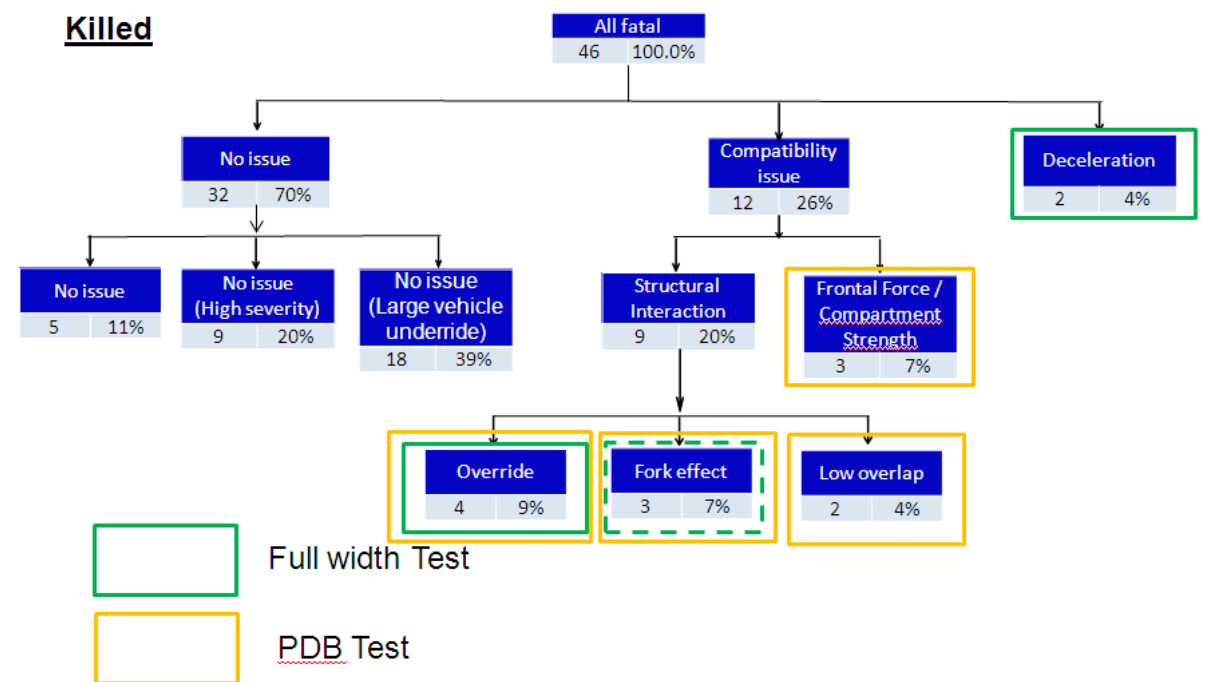 Killed
All fatal
46 100.0%
No issue
32 70%
Compatibility
issue
12 26%
Deceleration
2 4%
No issue
5 11%
No issue
(High severity)
9 20%
No issue
(Large vehicle
underride)
18 39%
Structural
Interaction
9 20%
Frontal Force /
Compartment
Strength
3 7%
Override
4 9%
Fork effect
3 7%
Low overlap
2 4%
Full width Test
PDB Test